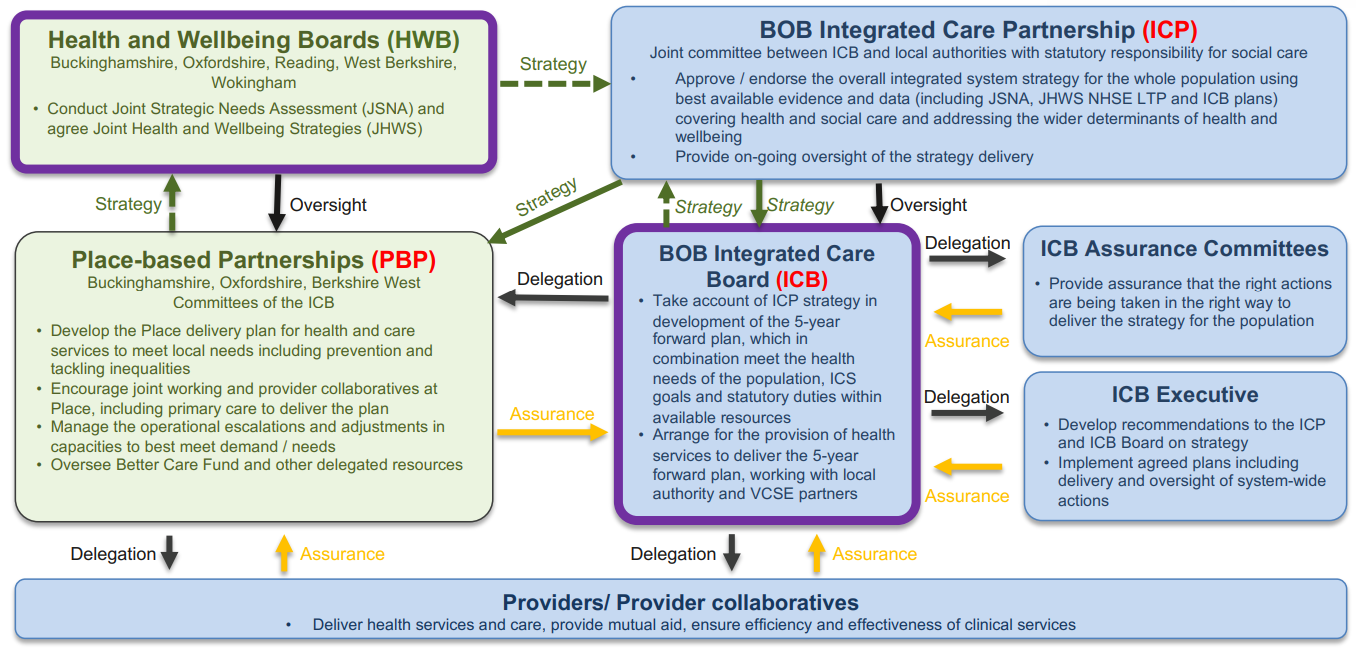 Health and Wellbeing Boards (HWB)
Buckinghamshire, Oxfordshire, Reading, West Berkshire,
Wokingham
• Conduct Joint Strategic Needs Assessment (JSNA) and
agree Joint Health and Wellbeing Strategies (JHWS)
Strategy
BOB Integrated Care Partnership (ICP)
Joint committee between ICB and local authorities with statutory responsibility for social care
• Approve / endorse the overall integrated system strategy for the whole population using
best available evidence and data (including JSNA, JHWS NHSE LTP and ICB plans)
covering health and social care and addressing the wider determinants of health and
wellbeing
• Provide on-going oversight of the strategy delivery
Strategy
Oversight
Strategy
Strategy
Strategy
Oversight
Place-based Partnerships (PBP)
Buckinghamshire, Oxfordshire, Berkshire West
Committees of the ICB
• Develop the Place delivery plan for health and care
services to meet local needs including prevention and
tackling inequalities
• Encourage joint working and provider collaboratives at
Place, including primary care to deliver the plan
• Manage the operational escalations and adjustments in
capacities to best meet demand / needs
• Oversee Better Care Fund and other delegated resources
Delegation
Assurance
BOB Integrated Care
Board (ICB)
• Take account of ICP strategy in
development of the 5-year
forward plan, which in
combination meet the health
needs of the population, ICS
goals and statutory duties within
available resources
• Arrange for the provision of health
services to deliver the 5-year
forward plan, working with local
authority and VCSE partners
Delegation
Assurance
ICB Assurance Committees
• Provide assurance that the right actions
are being taken in the right way to
deliver the strategy for the population
Delegation
Assurance
ICB Executive
• Develop recommendations to the ICP
and ICB Board on strategy
• Implement agreed plans including
delivery and oversight of system-wide
actions
Delegation
Assurance
Delegation
Assurance
Providers/ Provider collaboratives
• Deliver health services and care, provide mutual aid, ensure efficiency and effectiveness of clinical services